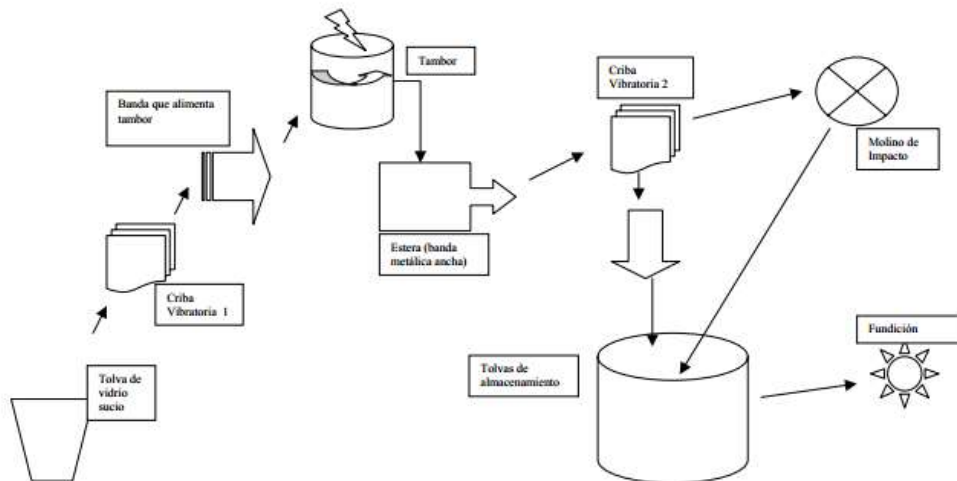 Tambor
Criba
Vibratoria 2
Banda que alimenta
tambor
Molino de
Impacto
Estera (banda
metálica ancha)
Criba
Vibratoria 1
Fundición
Tolvas de
almacenamiento
Tolva de
vidrio
sucio